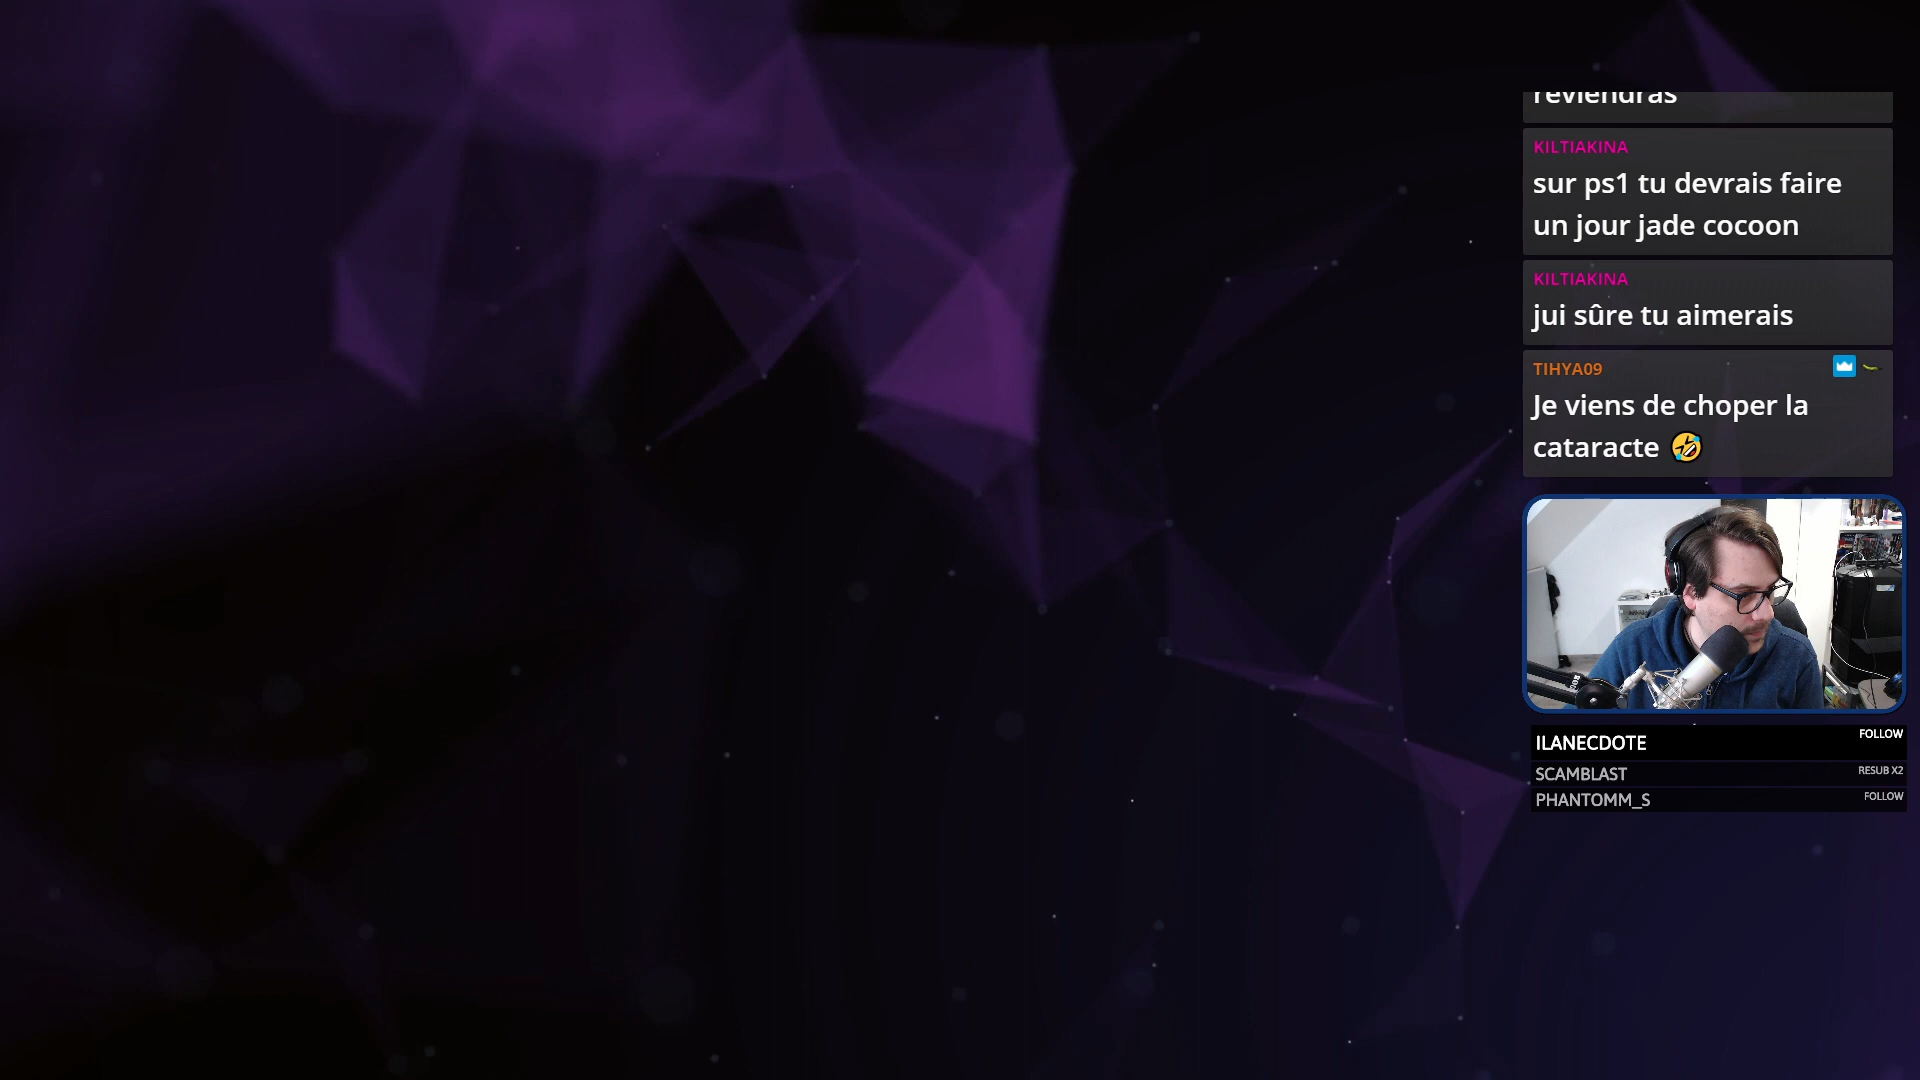 reviendras
KILTIAKINA
sur ps1 tu devrais faire
un jour jade cocoon
KILTIAKINA
jui sûre tu aimerais
TIHYA09
Je viens de choper la
cataracte 🤣
ILANECDOTE FOLLOW
SCAMBLAST RESUB X2
PHANTOMM_S FOLLOW